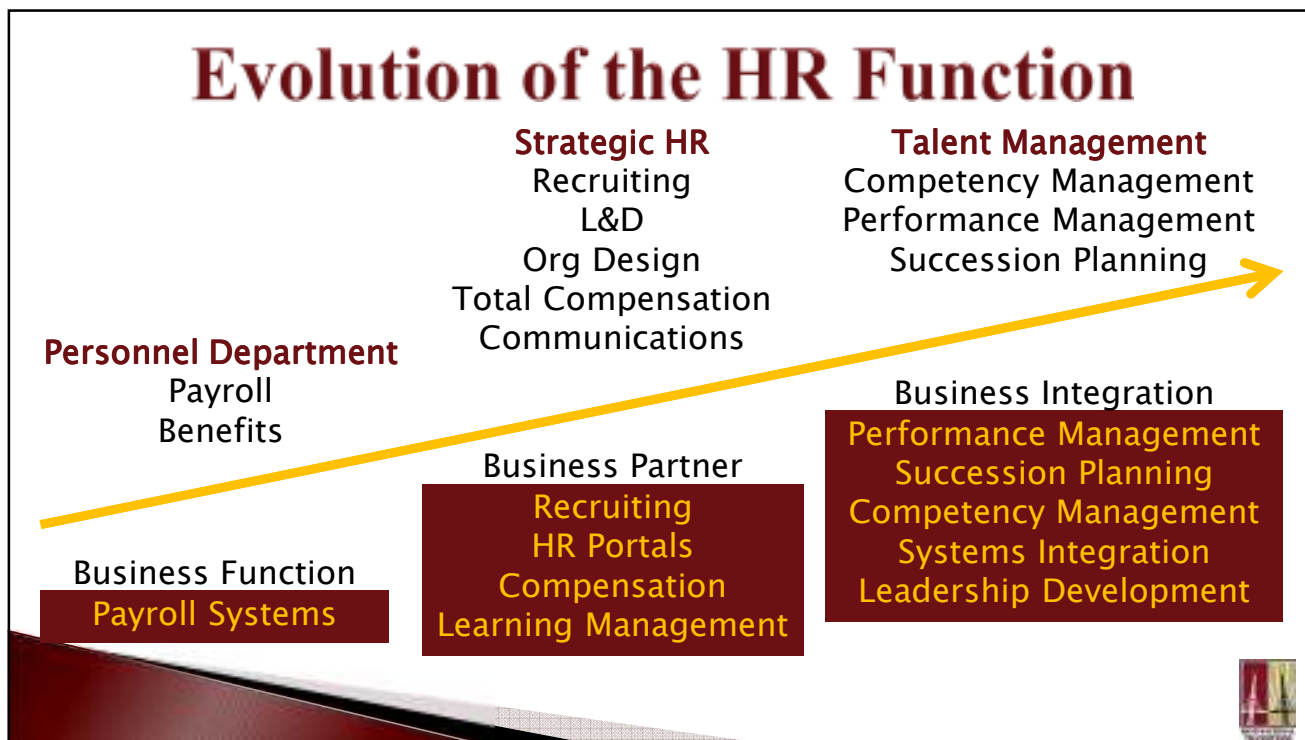 Evolution of the HR Function
Personnel Department
Payroll
Benefits
Business Function
Payroll Systems
Strategic HR
Recruiting
L&D
Org Design
Total Compensation
Communications
Business Partner
Recruiting
HR Portals
Compensation
Learning Management
Talent Management
Competency Management
Performance Management
Succession Planning
Business Integration
Performance Management
Succession Planning
Competency Management
Systems Integration
Leadership Development